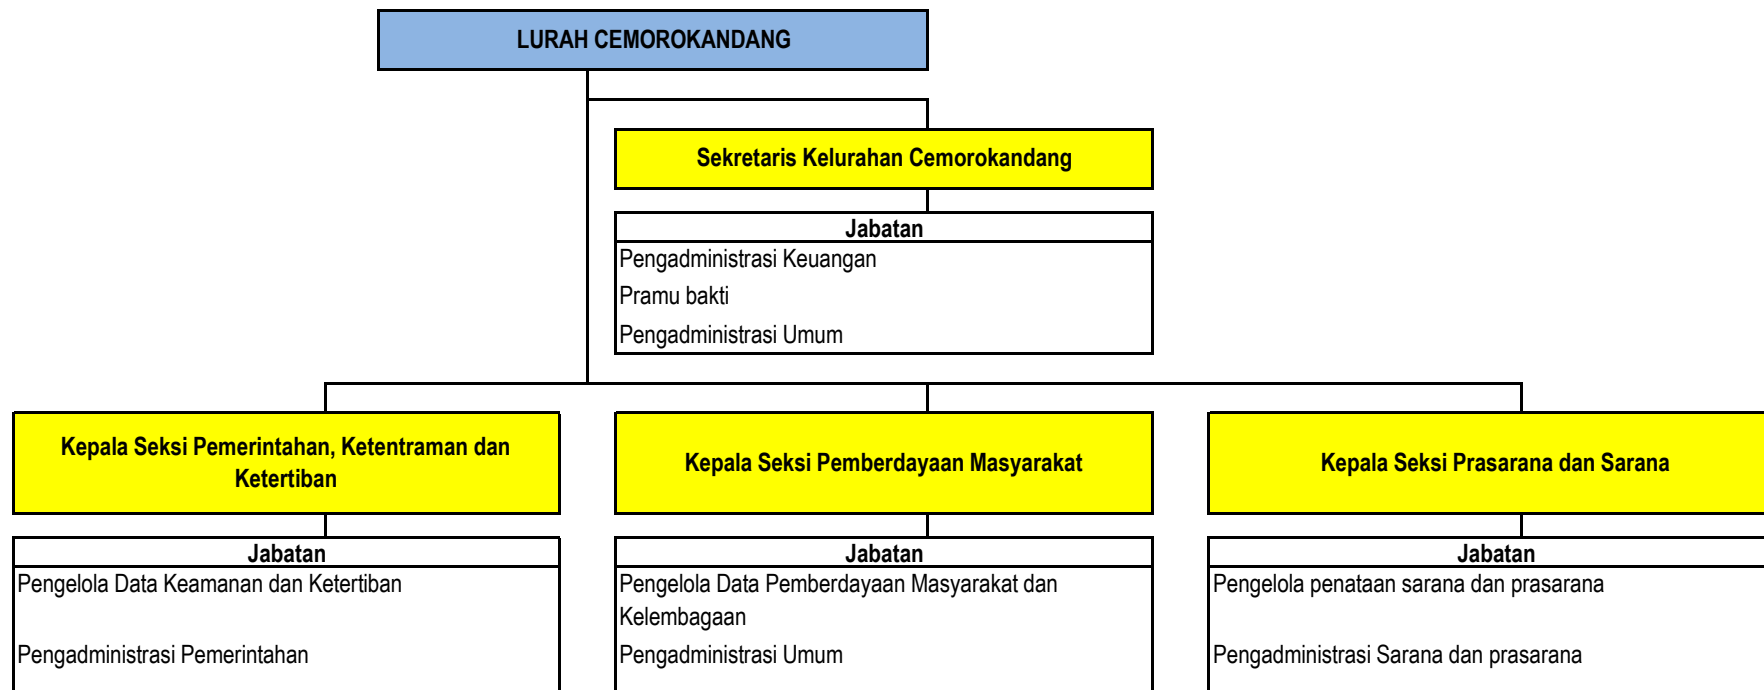 LURAH CEMOROKANDANG
Sekretaris Kelurahan Cemorokandang
Jabatan
Pengadministrasi Keuangan
Pramu bakti
Pengadministrasi Umum
Kepala Seksi Pemerintahan, Ketentraman dan
Ketertiban
Jabatan
Pengelola Data Keamanan dan Ketertiban
Pengadministrasi Pemerintahan
Kepala Seksi Pemberdayaan Masyarakat
Jabatan
Pengelola Data Pemberdayaan Masyarakat dan
Kelembagaan
Pengadministrasi Umum
Kepala Seksi Prasarana dan Sarana
Jabatan
Pengelola penataan sarana dan prasarana
Pengadministrasi Sarana dan prasarana